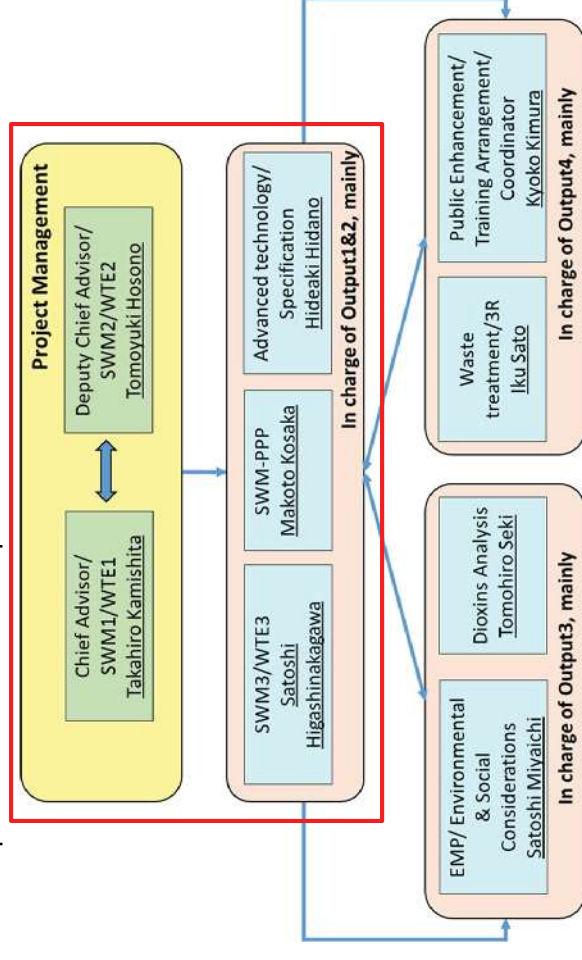 Project Management
Chief Advisor/
SWM1/WTE1
Takahiro Kamishita
Deputy Chief Advisor/
SWM2/WTE2
Tomoyuki Hosono
SWM3/WTE3
Satoshi
Higashinakagawa
SWM-PPP
Makoto Kosaka
Advanced technology/
Specification
Hideaki Hidano
In charge of Output1&2, mainly
EMP/ Environmental
& Social
Considerations
Satoshi Miyaichi
Dioxins Analysis
Tomohiro Seki
In charge of Output3, mainly
Waste
treatment/3R
Iku Sato
Public Enhancement/
Training Arrangement/
Coordinator
Kyoko Kimura
In charge of Output4, mainly